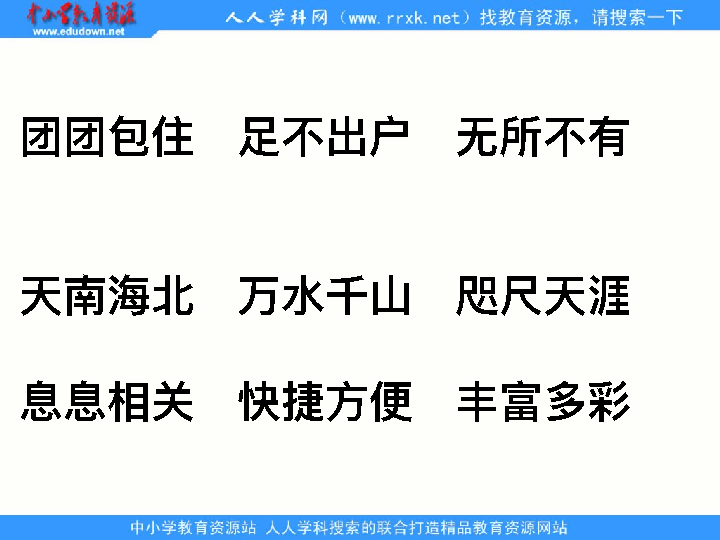 中小学教育资源
www.edudown.net
人人学科网（www.rrxk.net）找教育资源，请搜索一下
团团包住 足不出户 无所不有
天南海北 万水千山 咫尺天涯
息息相关 快捷方便 丰富多彩
中小学教育资源站 人人学科搜索的联合打造精品教育资源网站